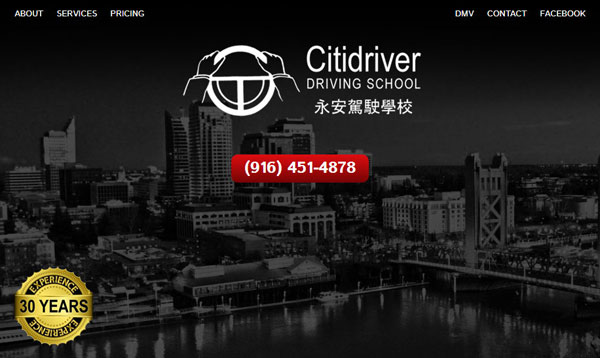 ABOUT SERVICES PRICING DMV CONTACT FACEBOOK
Citidriver
DRIVING SCHOOL
永安駕駛學校
(916) 451-4878
EXPERIENCE
30 YEARS
EXPERIENCE